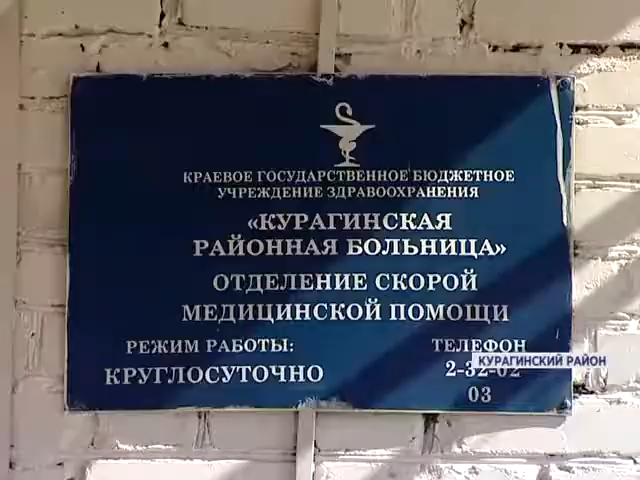 КРАЕВОЕ ГОСУДАРСТВЕННОЕ БЮДЖЕТНОЕ
УЧРЕЖДЕНИЕ ЗДРАВООХРАНЕНИЯ
«КУРАГИНСКАЯ
РАЙОННАЯ БОЛЬНИЦА»
ОТДЕЛЕНИЕ СКОРОЙ
МЕДИЦИНСКОЙ ПОМОЩИ
РЕЖИМ РАБОТЫ:
КРУГЛОСУТОЧНО
ТЕЛЕФОН
КУРАГИНСКИЙ РАЙОН
2-32-02
03